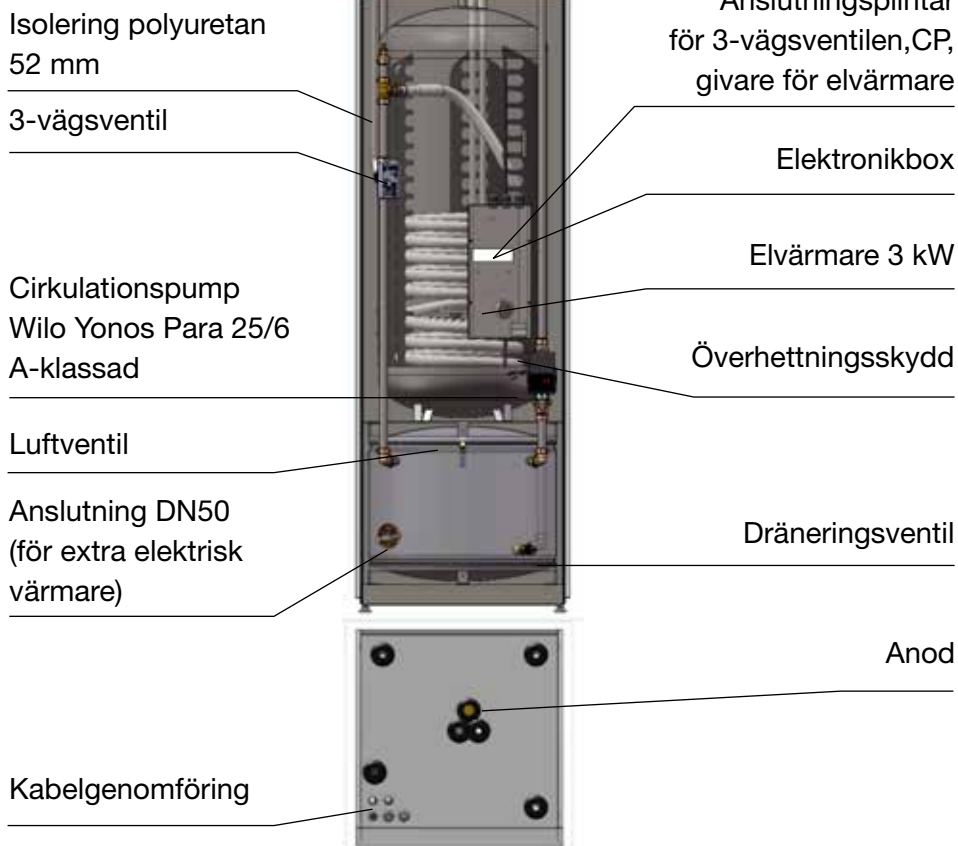 Isolering polyuretan
52 mm
3-vägsventil
Cirkulationspump
Wilo Yonos Para 25/6
A-klassad
Luftventil
Anslutning DN50
(för extra elektrisk
värmare)
Kabelgenomföring
Anslutningsplintar
för 3-vägsventilen,CP,
givare för elvärmare
Elektronikbox
Elvärmare 3 kW
Överhettningsskydd
Dräneringsventil
Anod